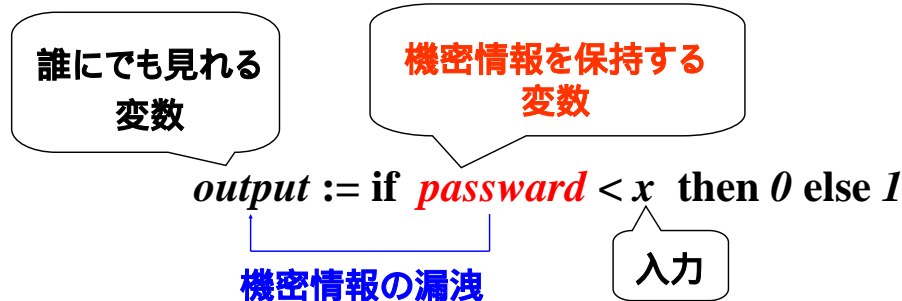 誰にでも見れる
変数
機密情報を保持する
変数
output := if passward < x then 0 else 1
機密情報の漏洩
入力